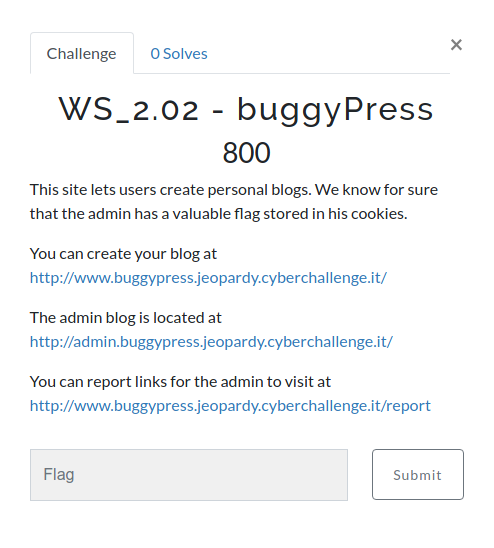 Challenge
0 Solves
×
WS_2.02 - buggyPress
800
This site lets users create personal blogs. We know for sure
that the admin has a valuable flag stored in his cookies.
You can create your blog at
http://www.buggypress.jeopardy.cyberchallenge.it/
The admin blog is located at
http://admin.buggypress.jeopardy.cyberchallenge.it/
You can report links for the admin to visit at
http://www.buggypress.jeopardy.cyberchallenge.it/report
Flag
Submit